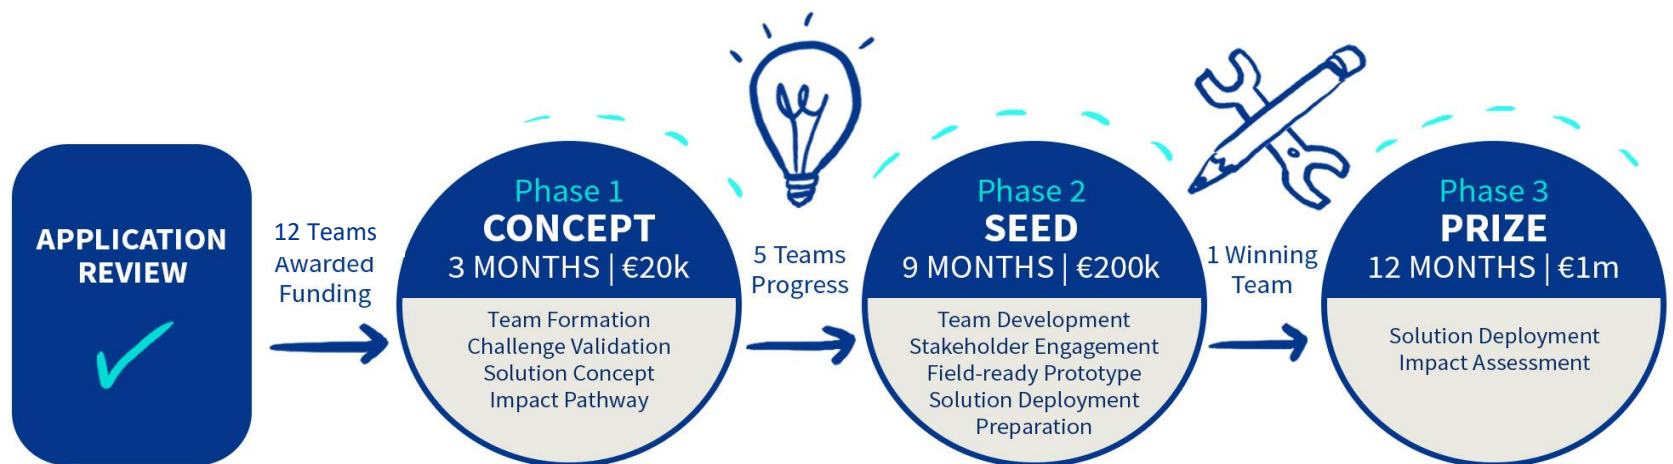 APPLICATION
REVIEW
12 Teams
Awarded
Funding
Phase 1
CONCEPT
3 MONTHS | €20k
Team Formation
Challenge Validation
Solution Concept
Impact Pathway
5 Teams
Progress
Phase 2
SEED
9 MONTHS | €200k
Team Development
Stakeholder Engagement
Field-ready Prototype
Solution Deployment
Preparation
1 Winning
Team
Phase 3
PRIZE
12 MONTHS | €1m
Solution Deployment
Impact Assessment